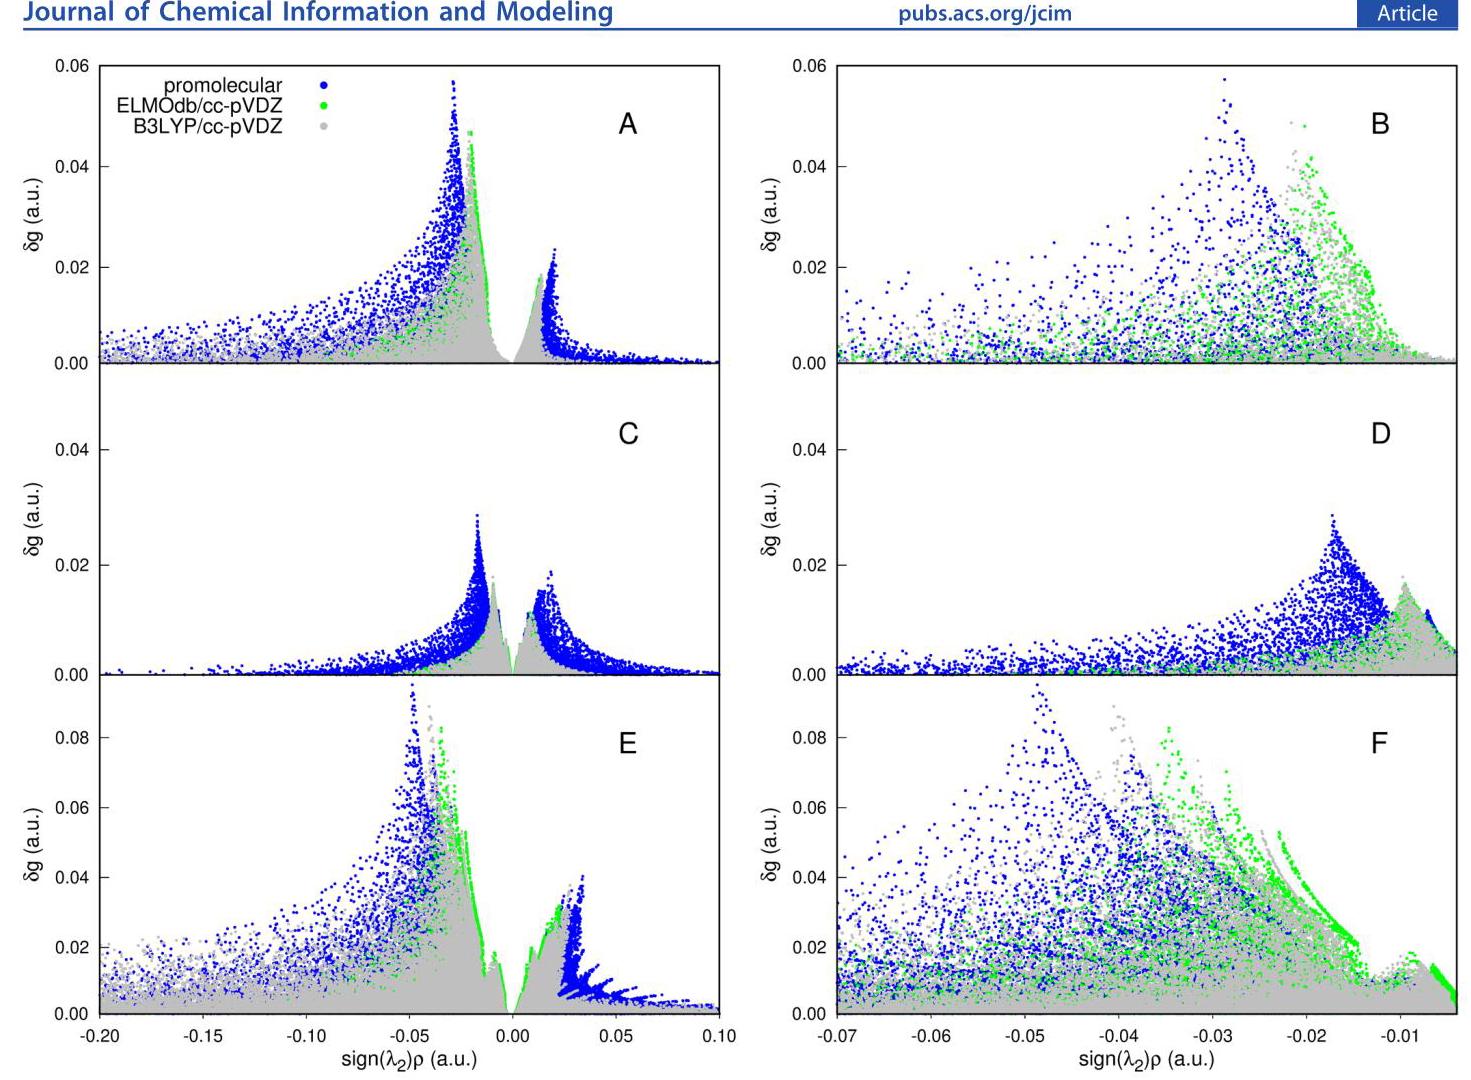 Journal of Chemical Information and Modeling pubs.acs.org/jcim Article
promolecular
ELMOdb/cc-pVDZ
B3LYP/cc-pVDZ
A
0.06
0.04
0.02
0.00
δg (a.u.)
B
0.06
0.04
0.02
0.00
δg (a.u.)
C
0.04
0.02
0.00
δg (a.u.)
D
0.04
0.02
0.00
δg (a.u.)
E
0.08
0.06
0.04
0.02
0.00
δg (a.u.)
-0.20 -0.15 -0.10 -0.05 0.00 0.05 0.10
sign(λ₂)ρ (a.u.)
F
0.08
0.06
0.04
0.02
0.00
δg (a.u.)
-0.07 -0.06 -0.05 -0.04 -0.03 -0.02 -0.01
sign(λ₂)ρ (a.u.)